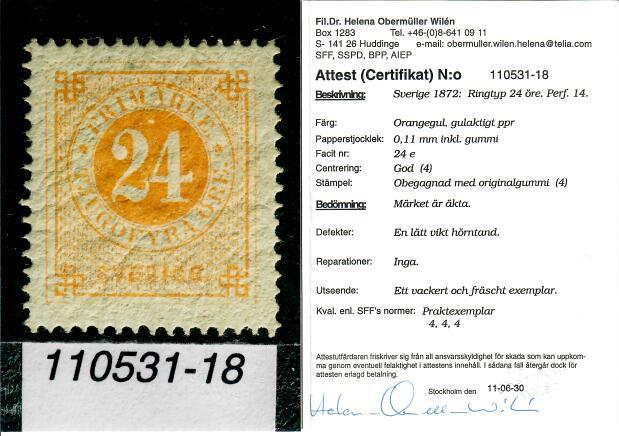 FRIMÄRKE
24
TJUGOFYRA ÖRE
SVERIGE
110531-18
Fil.Dr. Helena Obermüller Wilén
Box 1283 Tel. +46-(0)8-641 09 11
S- 141 26 Huddinge e-mail: obermuller.wilen.helena@telia.com
SFF, SSPD, BPP, AIEP
Attest (Certifikat) N:o 110531-18
Beskrivning: Sverige 1872: Ringtyp 24 öre. Perf. 14.
Färg: Orangegul, gulaktigt ppr
Papperstjocklek: 0,11 mm inkl. gummi
Facit nr: 24 e
Centrering: God (4)
Stämpel: Obegagnad med originalgummi (4)
Bedömning: Märket är äkta.
Defekter: En lätt vikt hörntand.
Reparationer: Inga.
Utseende: Ett vackert och fräscht exemplar.
Kval. enl. SFF's normer: Praktexemplar
4, 4, 4
Attestutfärdaren friskriver sig från all ansvarsskyldighet för skada som kan uppkom-
ma genom eventuell felaktighet i attestens innehåll. I sådana fall återgår dock för
attesten erlagd betalning.
Stockholm den 11-06-30
Helena Obermüller Wilén